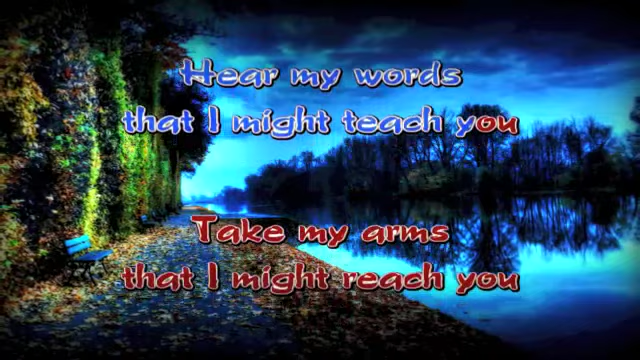 Hear my words
that I might teach you
Take my arms
that I might reach you